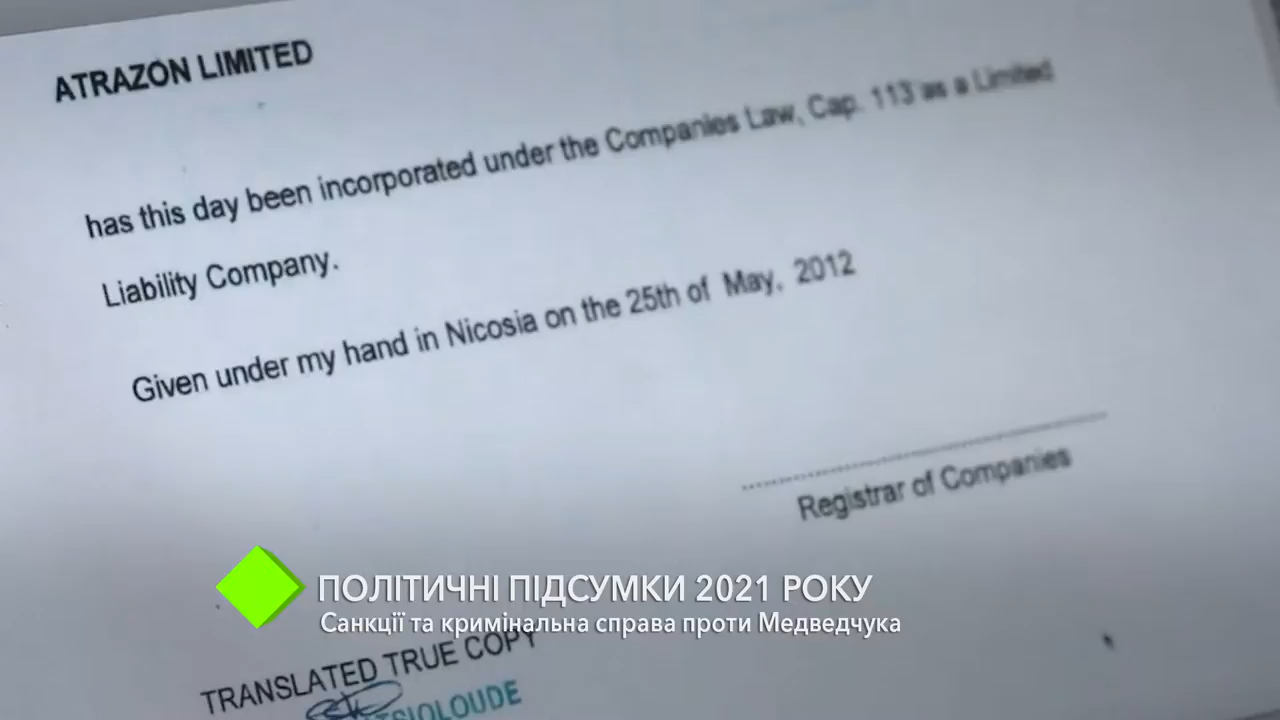 ATRAZON LIMITED
has this day been incorporated under the Companies Law, Cap. 113 as a Limited
Liability Company.
Given under my hand in Nicosia on the 25th of May, 2012
Registrar of Companies
ПОЛІТИЧНІ ПІДСУМКИ 2021 РОКУ
Санкції та кримінальна справа проти Медведчука
TRANSLATED TRUE COPY